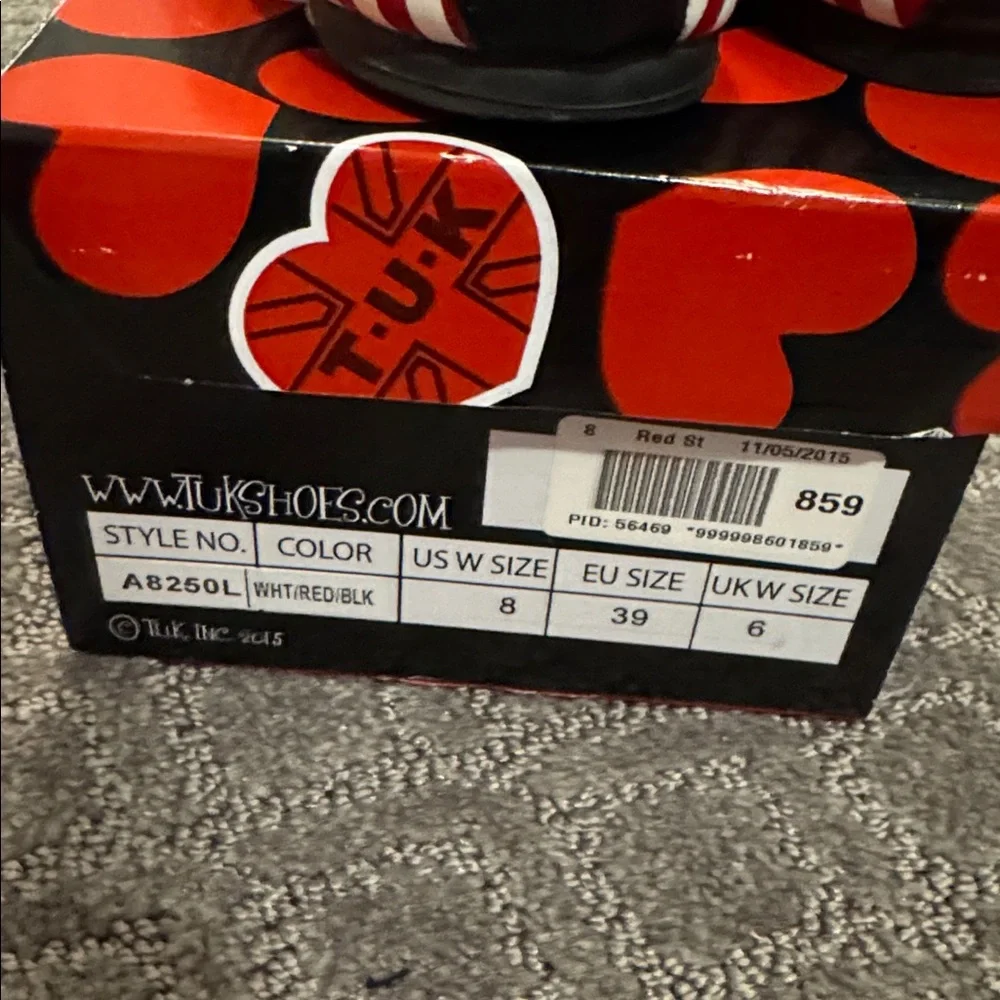 T•U•K
8 Red St 11/05/2015
859
PID: 56469 *999998601859*
WWW.TUKSHOES.COM
STYLE NO. COLOR US W SIZE EU SIZE UK W SIZE
A8250L WHT/RED/BLK 8 39 6
© T.U.K. INC. 2015